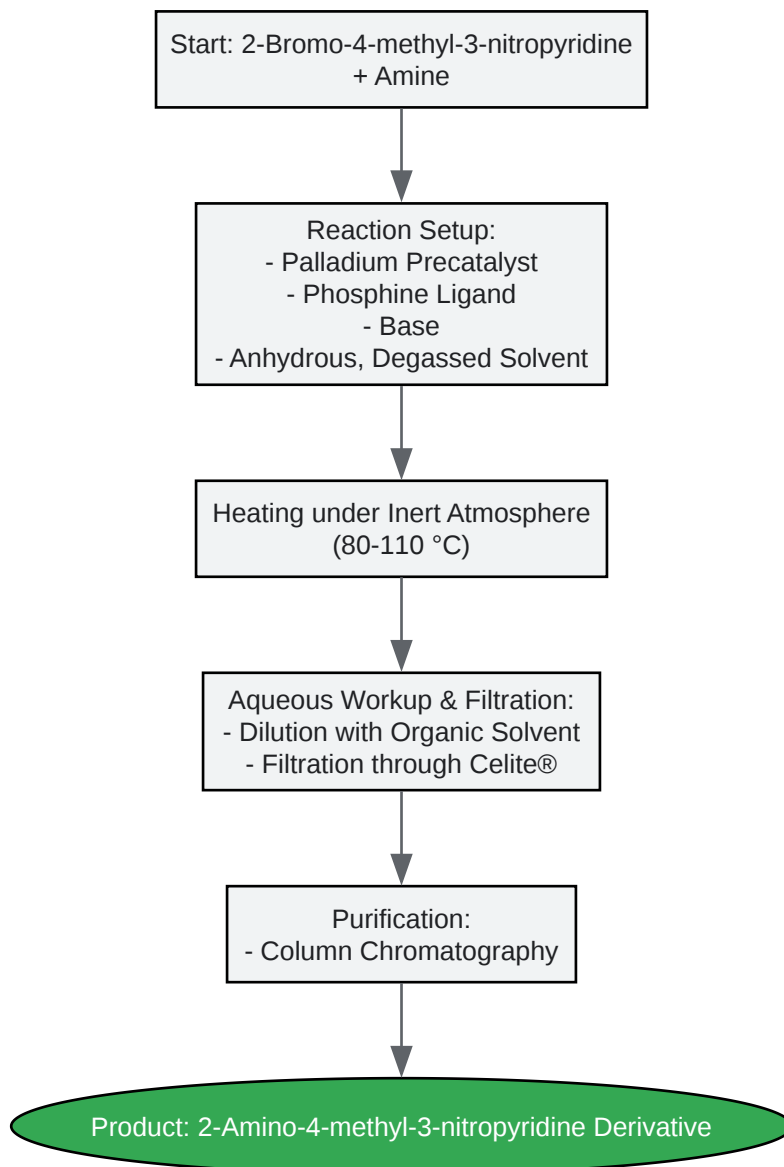 Start: 2-Bromo-4-methyl-3-nitropyridine
+ Amine
Reaction Setup:
- Palladium Precatalyst
- Phosphine Ligand
- Base
- Anhydrous, Degassed Solvent
Heating under Inert Atmosphere
(80-110 °C)
Aqueous Workup & Filtration:
- Dilution with Organic Solvent
- Filtration through Celite®
Purification:
- Column Chromatography
Product: 2-Amino-4-methyl-3-nitropyridine Derivative